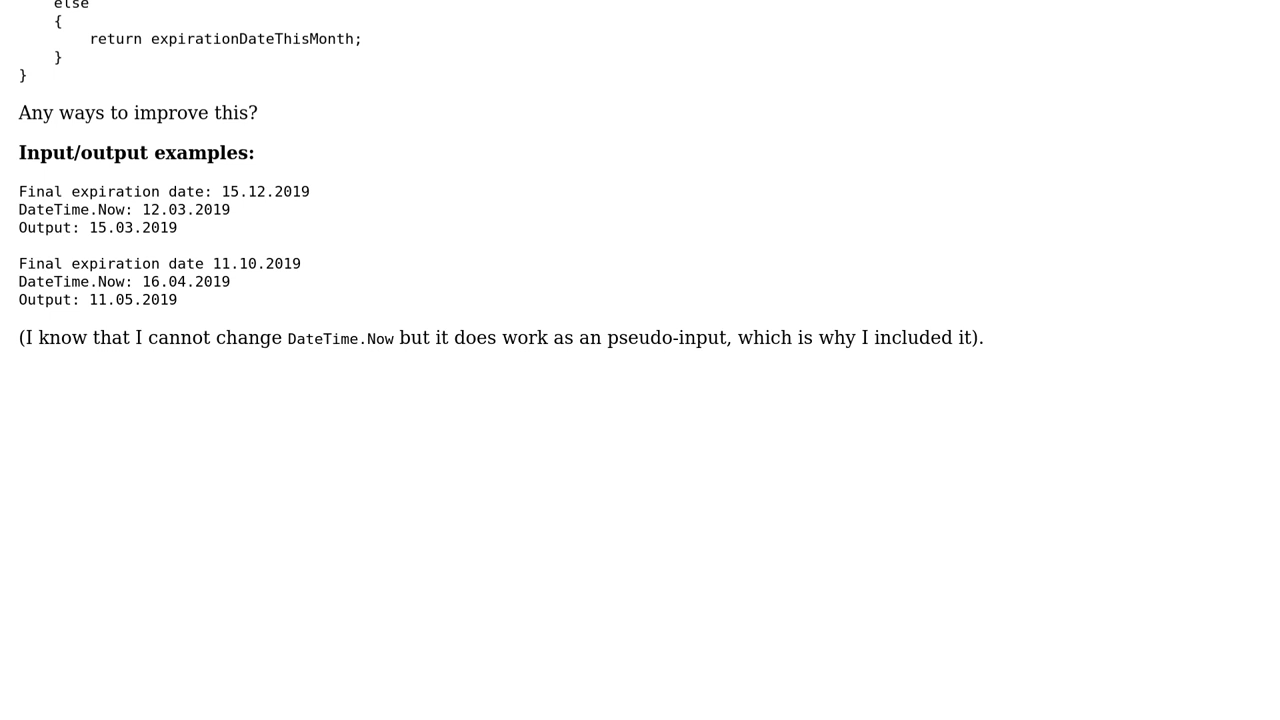 else
    {
        return expirationDateThisMonth;
    }
}
Any ways to improve this?
Input/output examples:
Final expiration date: 15.12.2019
DateTime.Now: 12.03.2019
Output: 15.03.2019
Final expiration date 11.10.2019
DateTime.Now: 16.04.2019
Output: 11.05.2019
(I know that I cannot change DateTime.Now but it does work as an pseudo-input, which is why I included it).